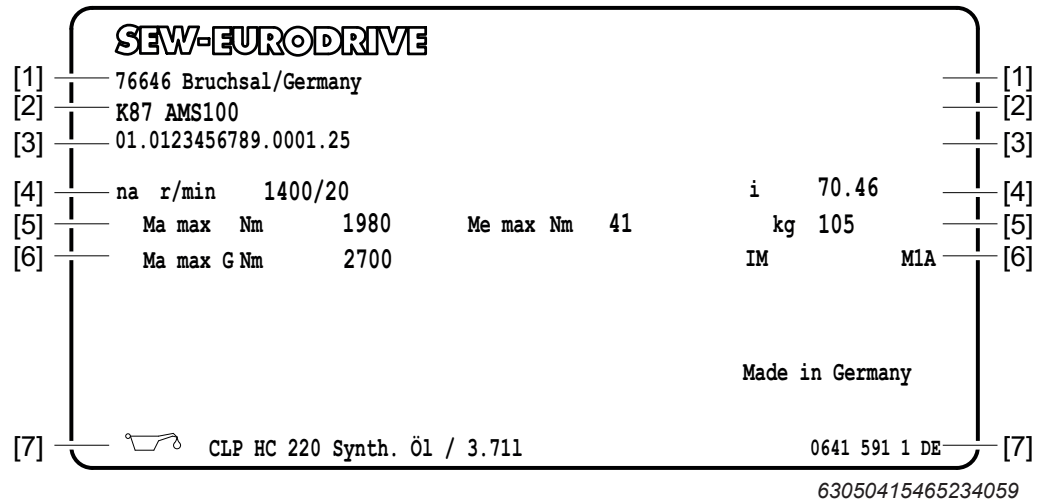 SEW-EURODRIVE
[1] 76646 Bruchsal/Germany [1]
[2] K87 AMS100 [2]
[3] 01.0123456789.0001.25 [3]
[4] na r/min 1400/20 i 70.46 [4]
[5] Ma max Nm 1980 Me max Nm 41 kg 105 [5]
[6] Ma max G Nm 2700 IM M1A [6]
Made in Germany
[7] CLP HC 220 Synth. Öl / 3.71l 0641 591 1 DE [7]
63050415465234059